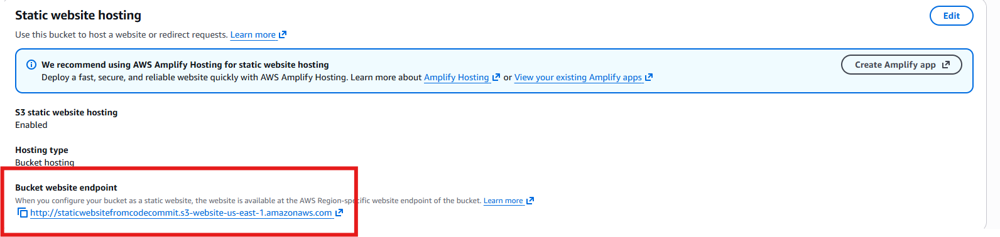 Static website hosting
Edit
Use this bucket to host a website or redirect requests. Learn more
We recommend using AWS Amplify Hosting for static website hosting
Create Amplify app
Deploy a fast, secure, and reliable website quickly with AWS Amplify Hosting. Learn more about Amplify Hosting or View your existing Amplify apps
S3 static website hosting
Enabled
Hosting type
Bucket hosting
Bucket website endpoint
When you configure your bucket as a static website, the website is available at the AWS Region-specific website endpoint of the bucket. Learn more
http://staticwebsitefromcodecommit.s3-website-us-east-1.amazonaws.com